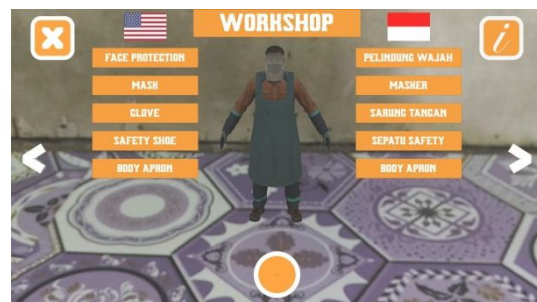 WORKSHOP
FACE PROTECTION
MASK
GLOVE
SAFETY SHOE
BODY APRON
PELINDUNG WAJAH
MASKER
SARUNG TANGAN
SEPATU SAFETY
BODY APRON
i